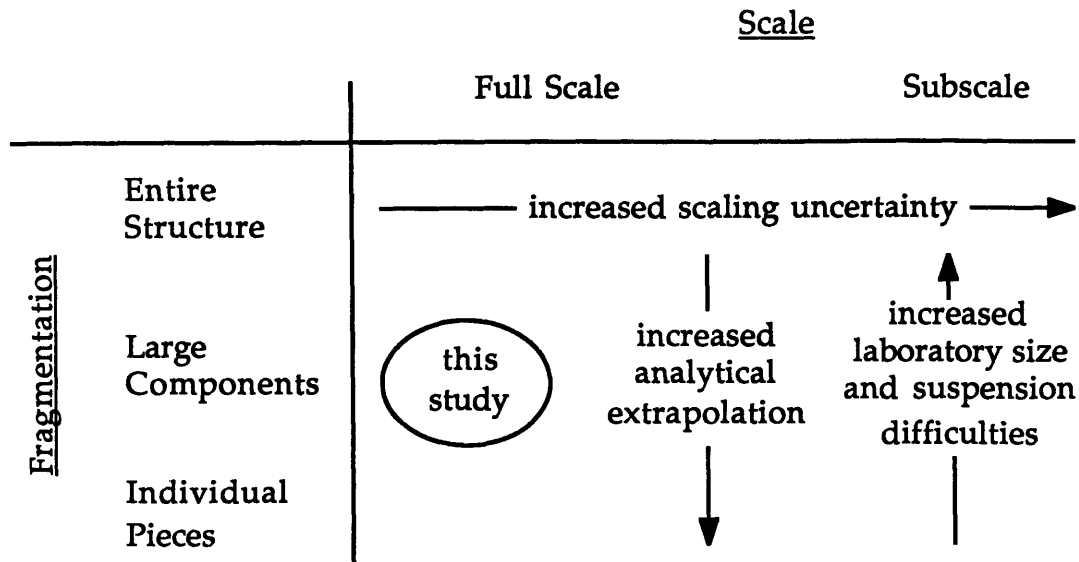 Scale
Full Scale
Subscale
Fragmentation
Entire
Structure
increased scaling uncertainty
Large
Components
this
study
increased
analytical
extrapolation
increased
laboratory size
and suspension
difficulties
Individual
Pieces